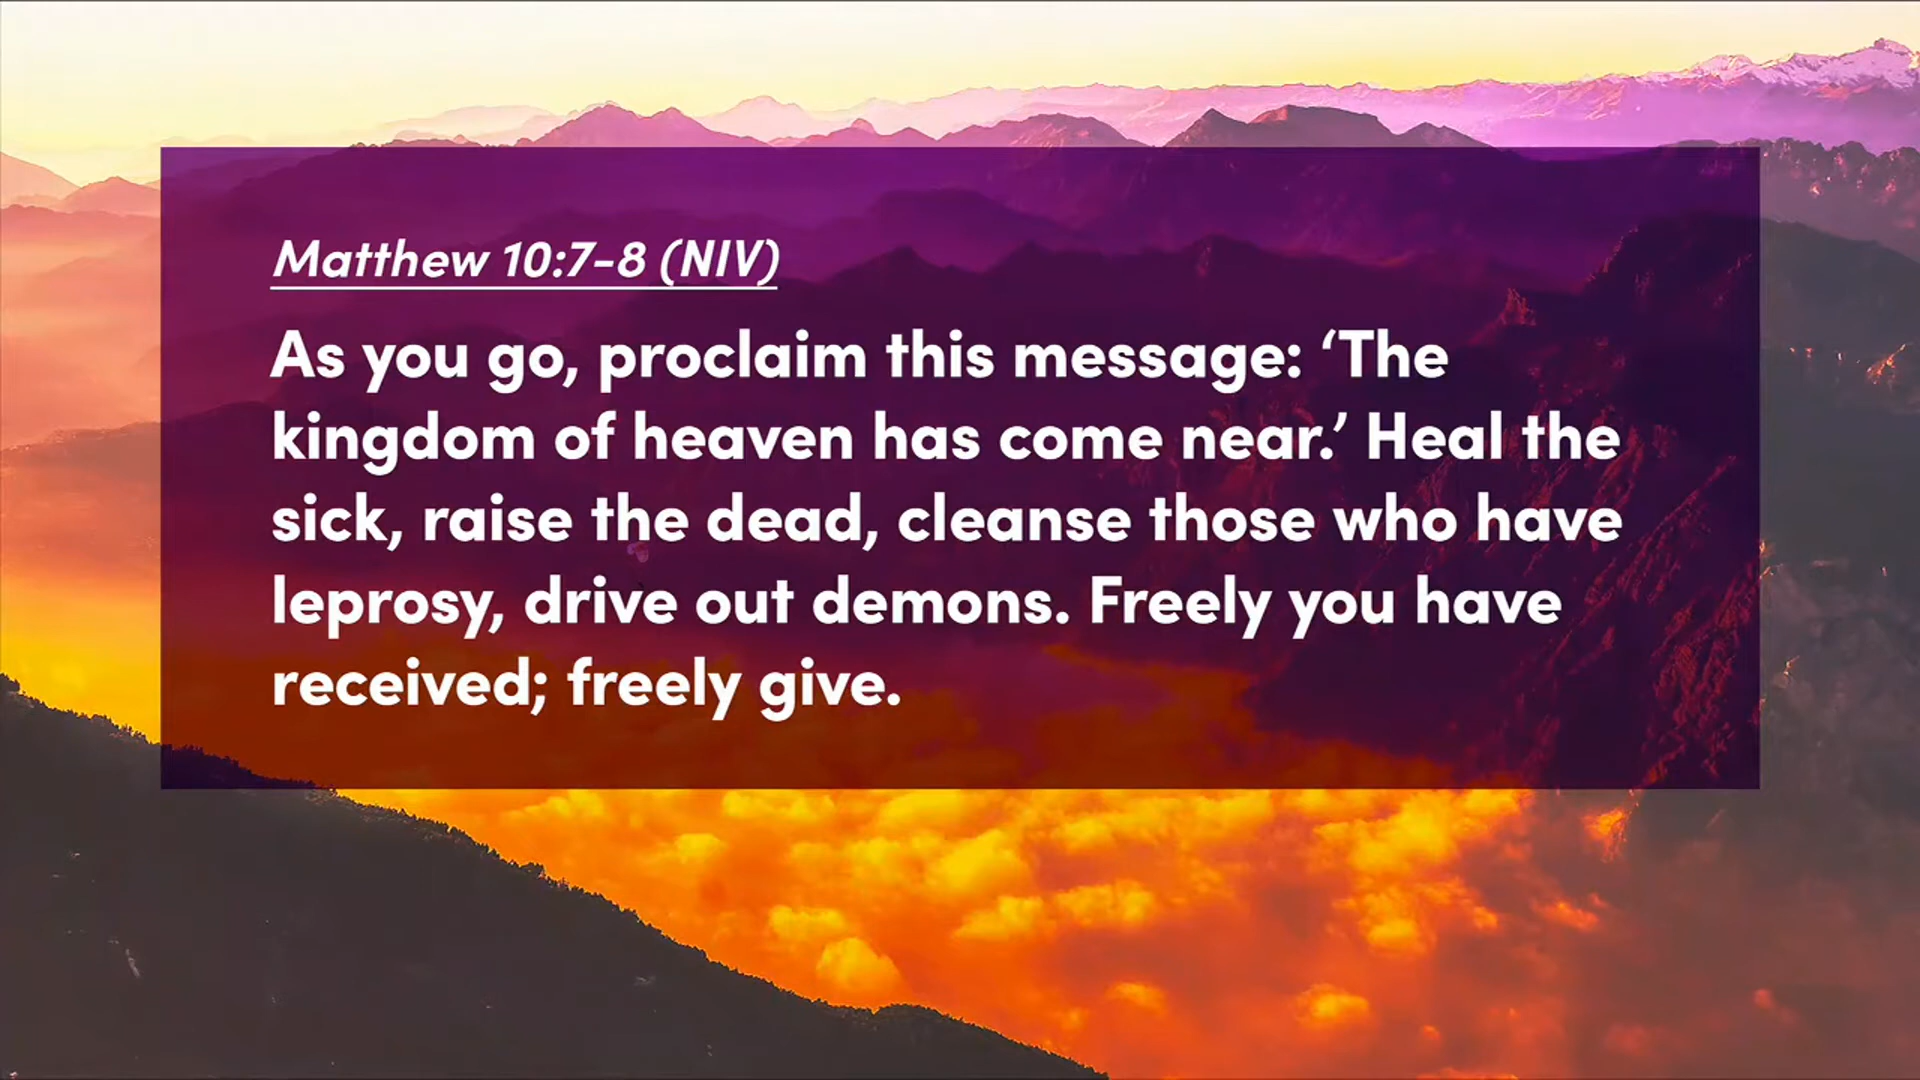 Matthew 10:7-8 (NIV)
As you go, proclaim this message: ‘The
kingdom of heaven has come near.’ Heal the
sick, raise the dead, cleanse those who have
leprosy, drive out demons. Freely you have
received; freely give.